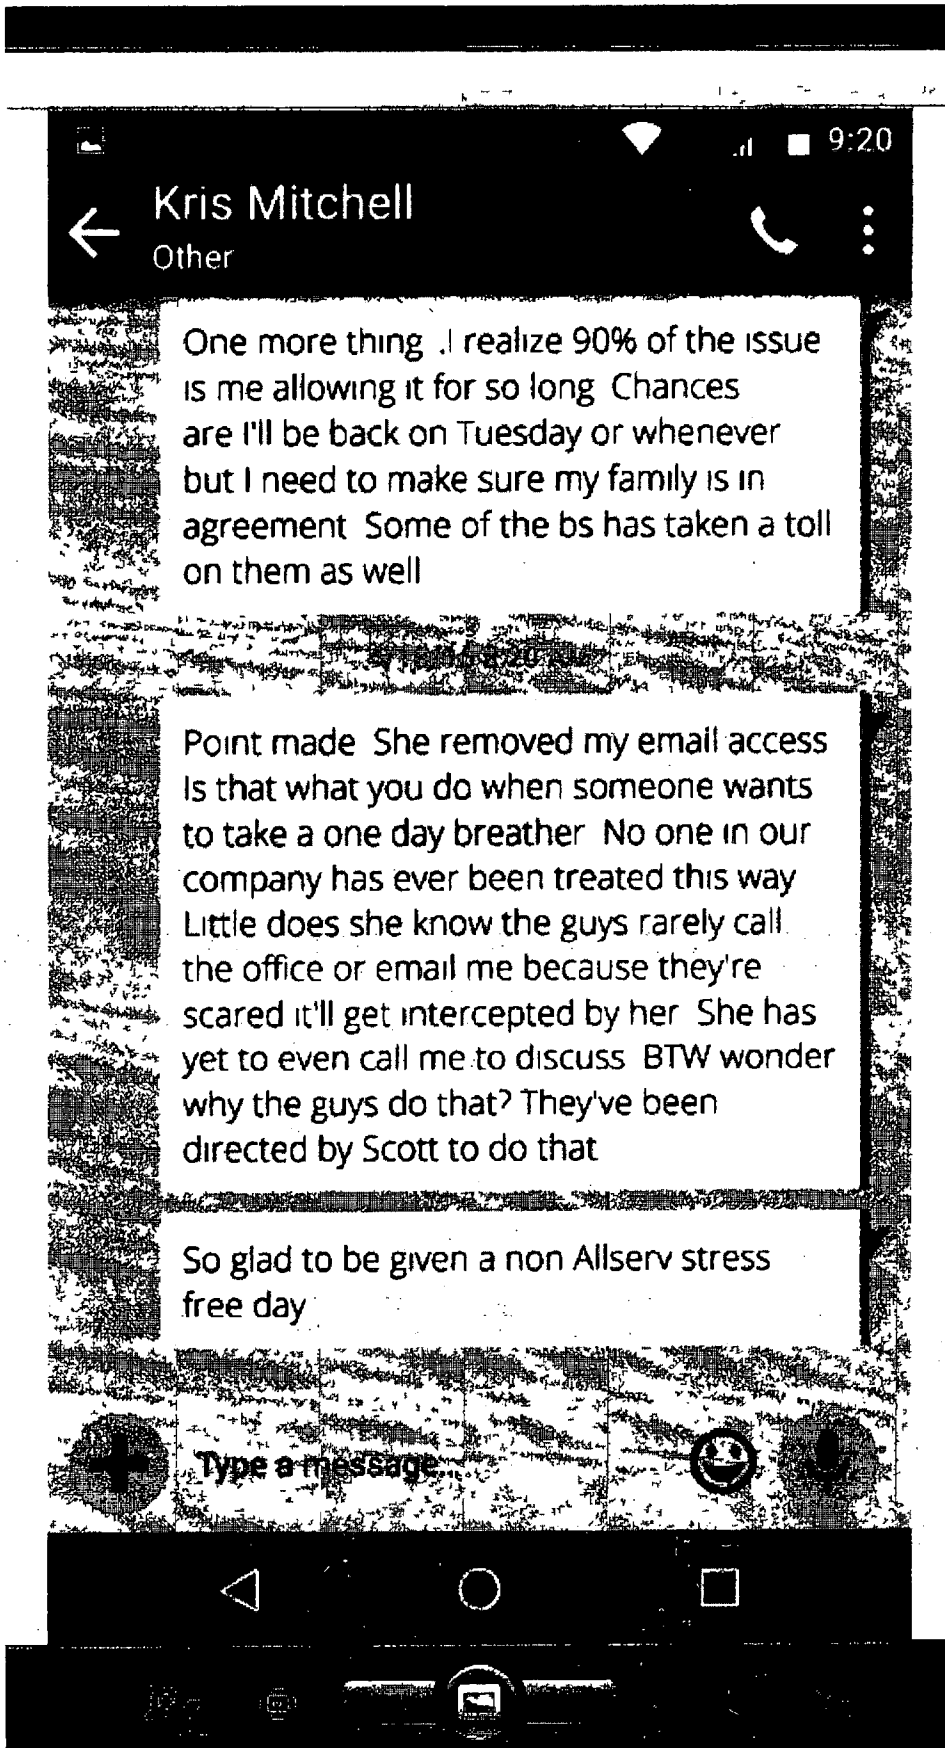 9:20
Kris Mitchell
Other
One more thing .I realize 90% of the issue
is me allowing it for so long Chances
are I'll be back on Tuesday or whenever
but I need to make sure my family is in
agreement Some of the bs has taken a toll
on them as well
Point made She removed my email access
Is that what you do when someone wants
to take a one day breather No one in our
company has ever been treated this way
Little does she know the guys rarely call
the office or email me because they're
scared it'll get intercepted by her She has
yet to even call me to discuss BTW wonder
why the guys do that? They've been
directed by Scott to do that
So glad to be given a non Allserv stress
free day
Type a message...